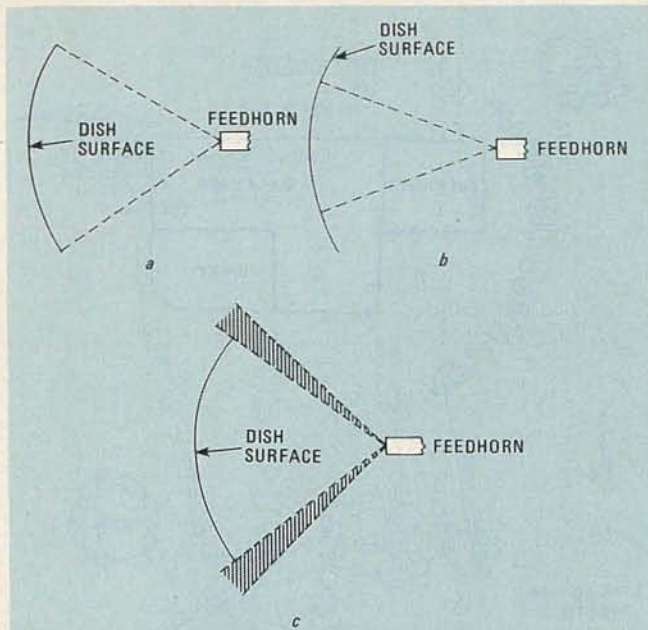 DISH
SURFACE
FEEDHORN
a
DISH
SURFACE
FEEDHORN
b
DISH
SURFACE
FEEDHORN
c